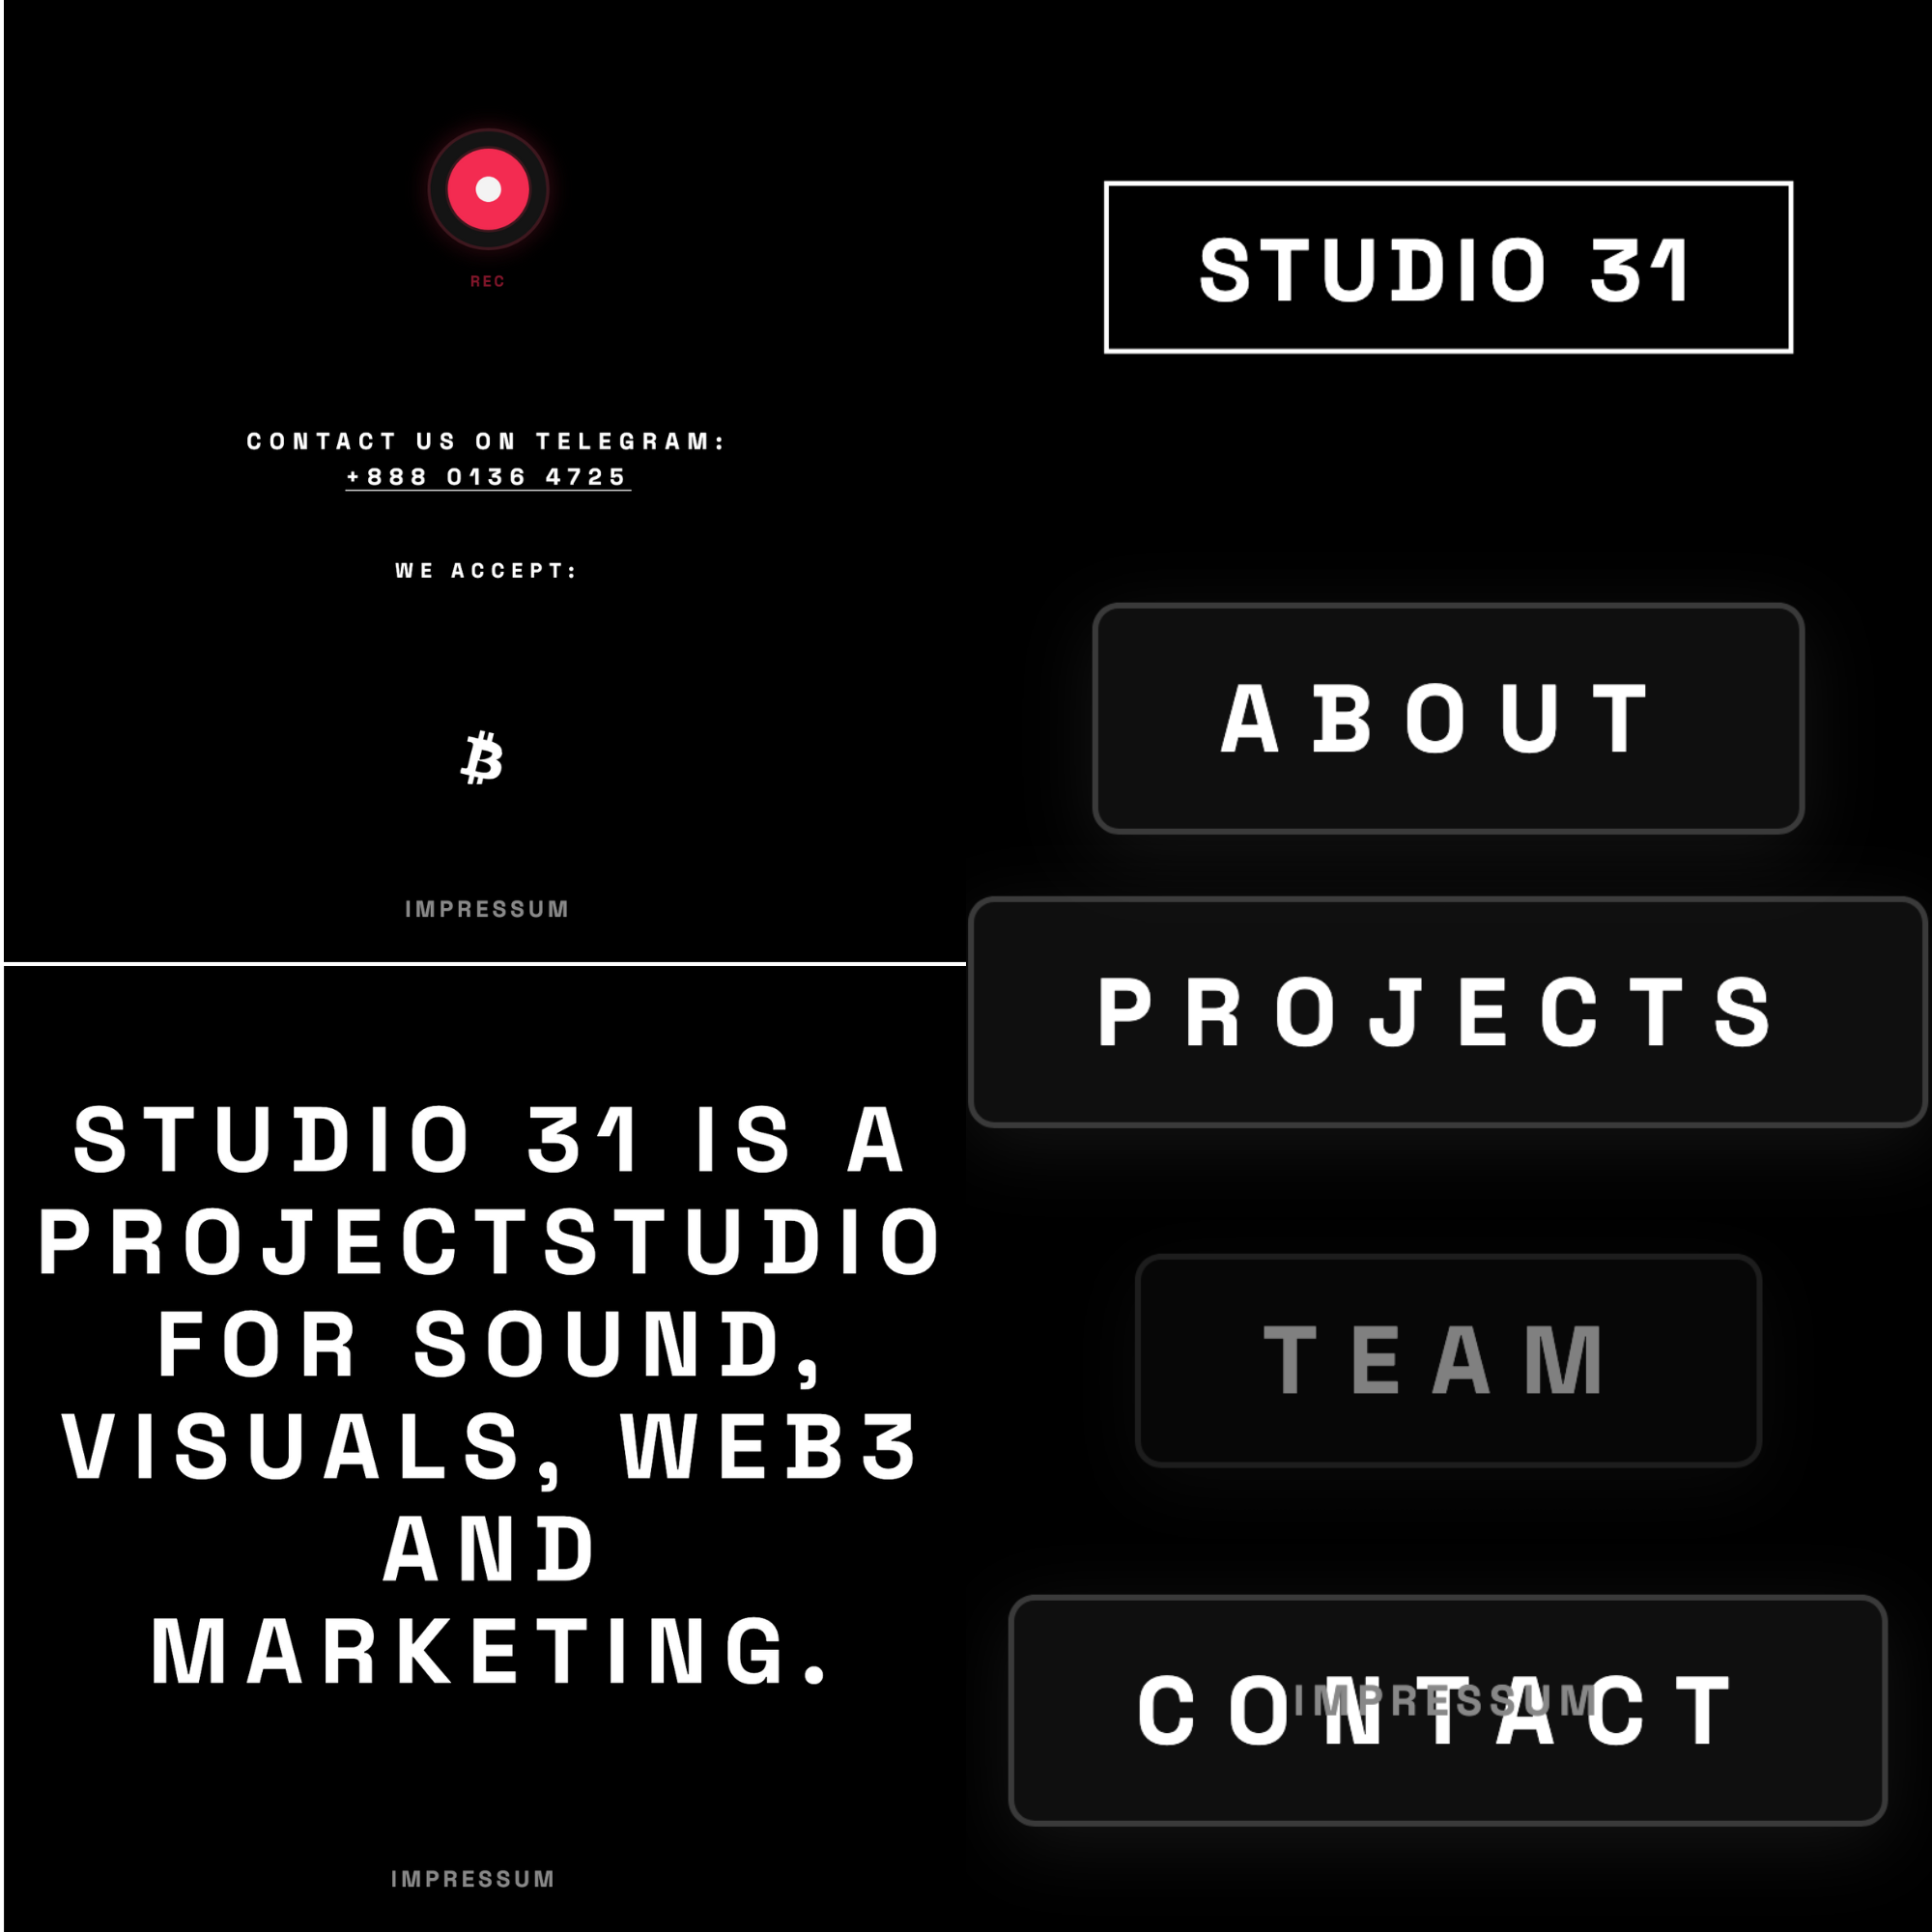 REC
CONTACT US ON TELEGRAM:
+888 0136 4725
WE ACCEPT:
IMPRESSUM
STUDIO 31
ABOUT
PROJECTS
TEAM
CONTACT
IMPRESSUM
STUDIO 31 IS A
PROJECTSTUDIO
FOR SOUND,
VISUALS, WEB3
AND
MARKETING.
IMPRESSUM